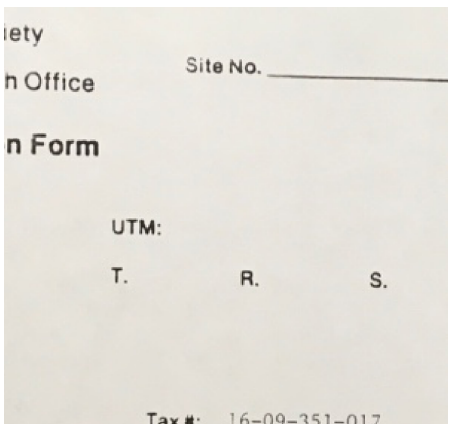 iety
Site No.
h Office
n Form
UTM:
T. R. S.
Tax #: 16-09-351-017